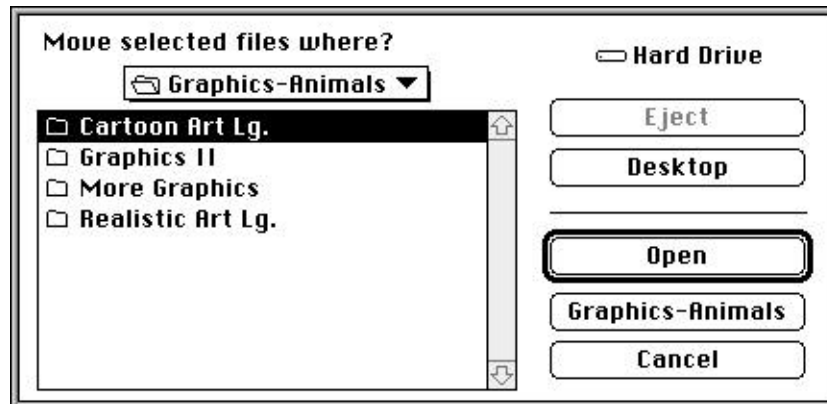 Move selected files where?
Graphics-Animals
Cartoon Art Lg.
Graphics II
More Graphics
Realistic Art Lg.
Hard Drive
Eject
Desktop
Open
Graphics-Animals
Cancel